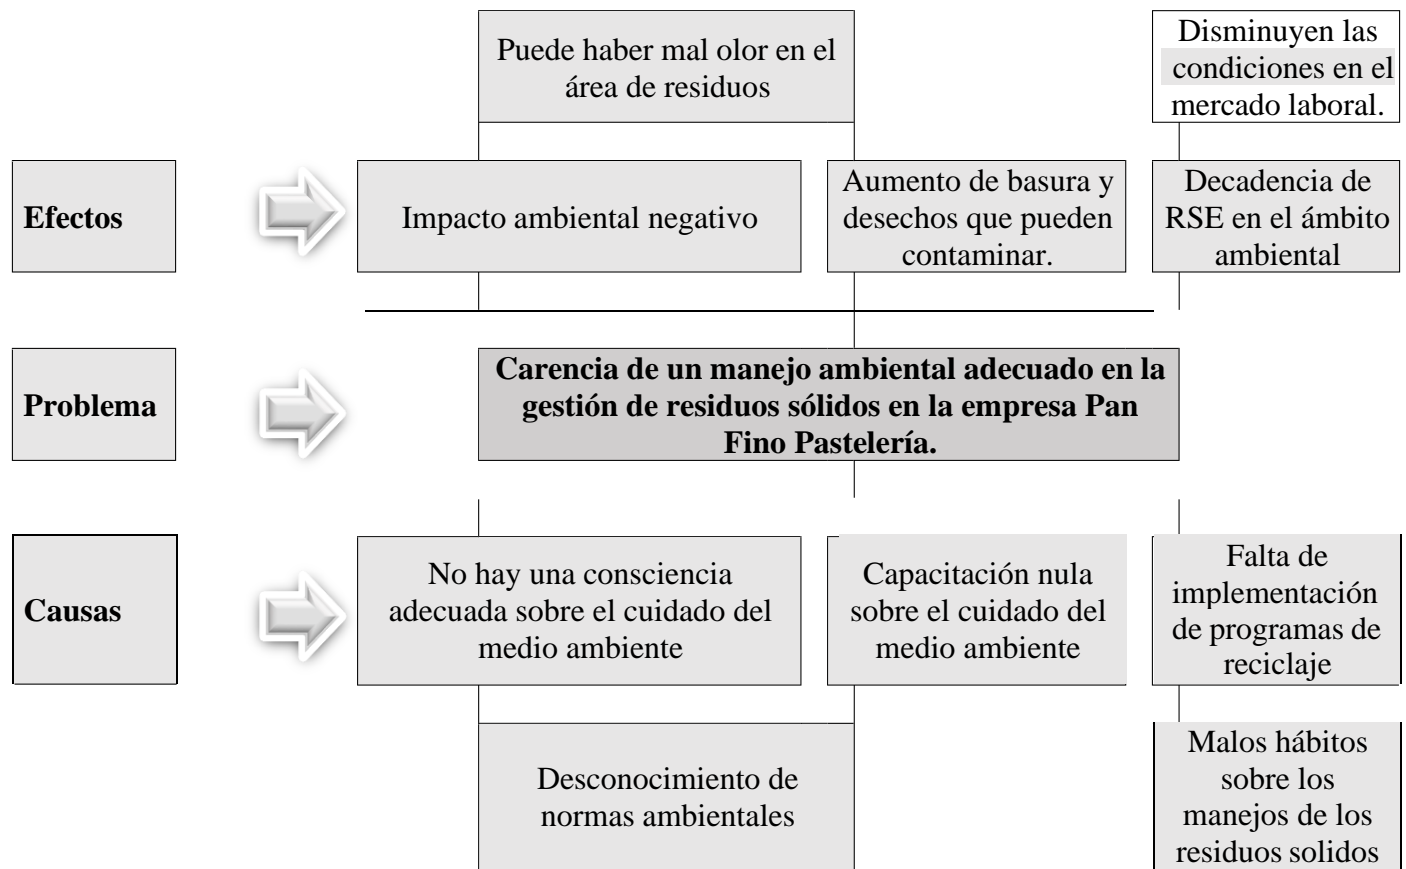 Puede haber mal olor en el
área de residuos
Disminuyen las
condiciones en el
mercado laboral.
Efectos
Impacto ambiental negativo
Aumento de basura y
desechos que pueden
contaminar.
Decadencia de
RSE en el ámbito
ambiental
Problema
Carencia de un manejo ambiental adecuado en la
gestión de residuos sólidos en la empresa Pan
Fino Pastelería.
Causas
No hay una consciencia
adecuada sobre el cuidado del
medio ambiente
Capacitación nula
sobre el cuidado del
medio ambiente
Falta de
implementación
de programas de
reciclaje
Desconocimiento de
normas ambientales
Malos hábitos
sobre los
manejos de los
residuos solidos